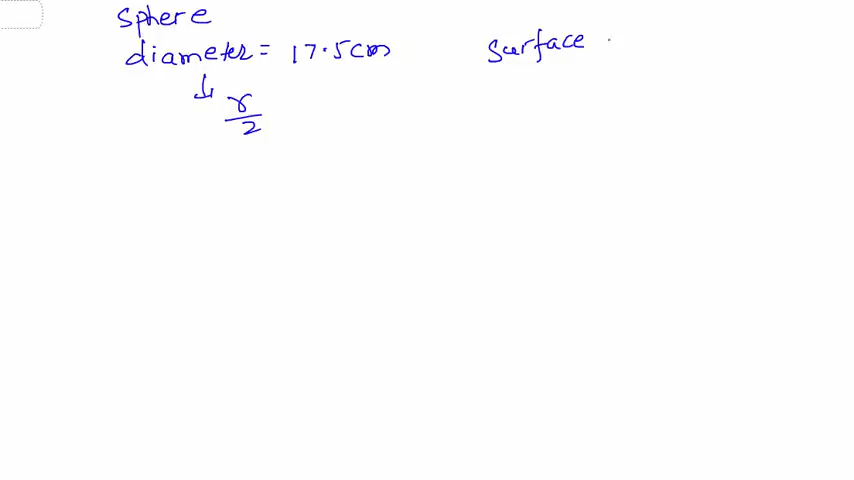 sphere
diameter = 17.5cm
↓ r/2
surface